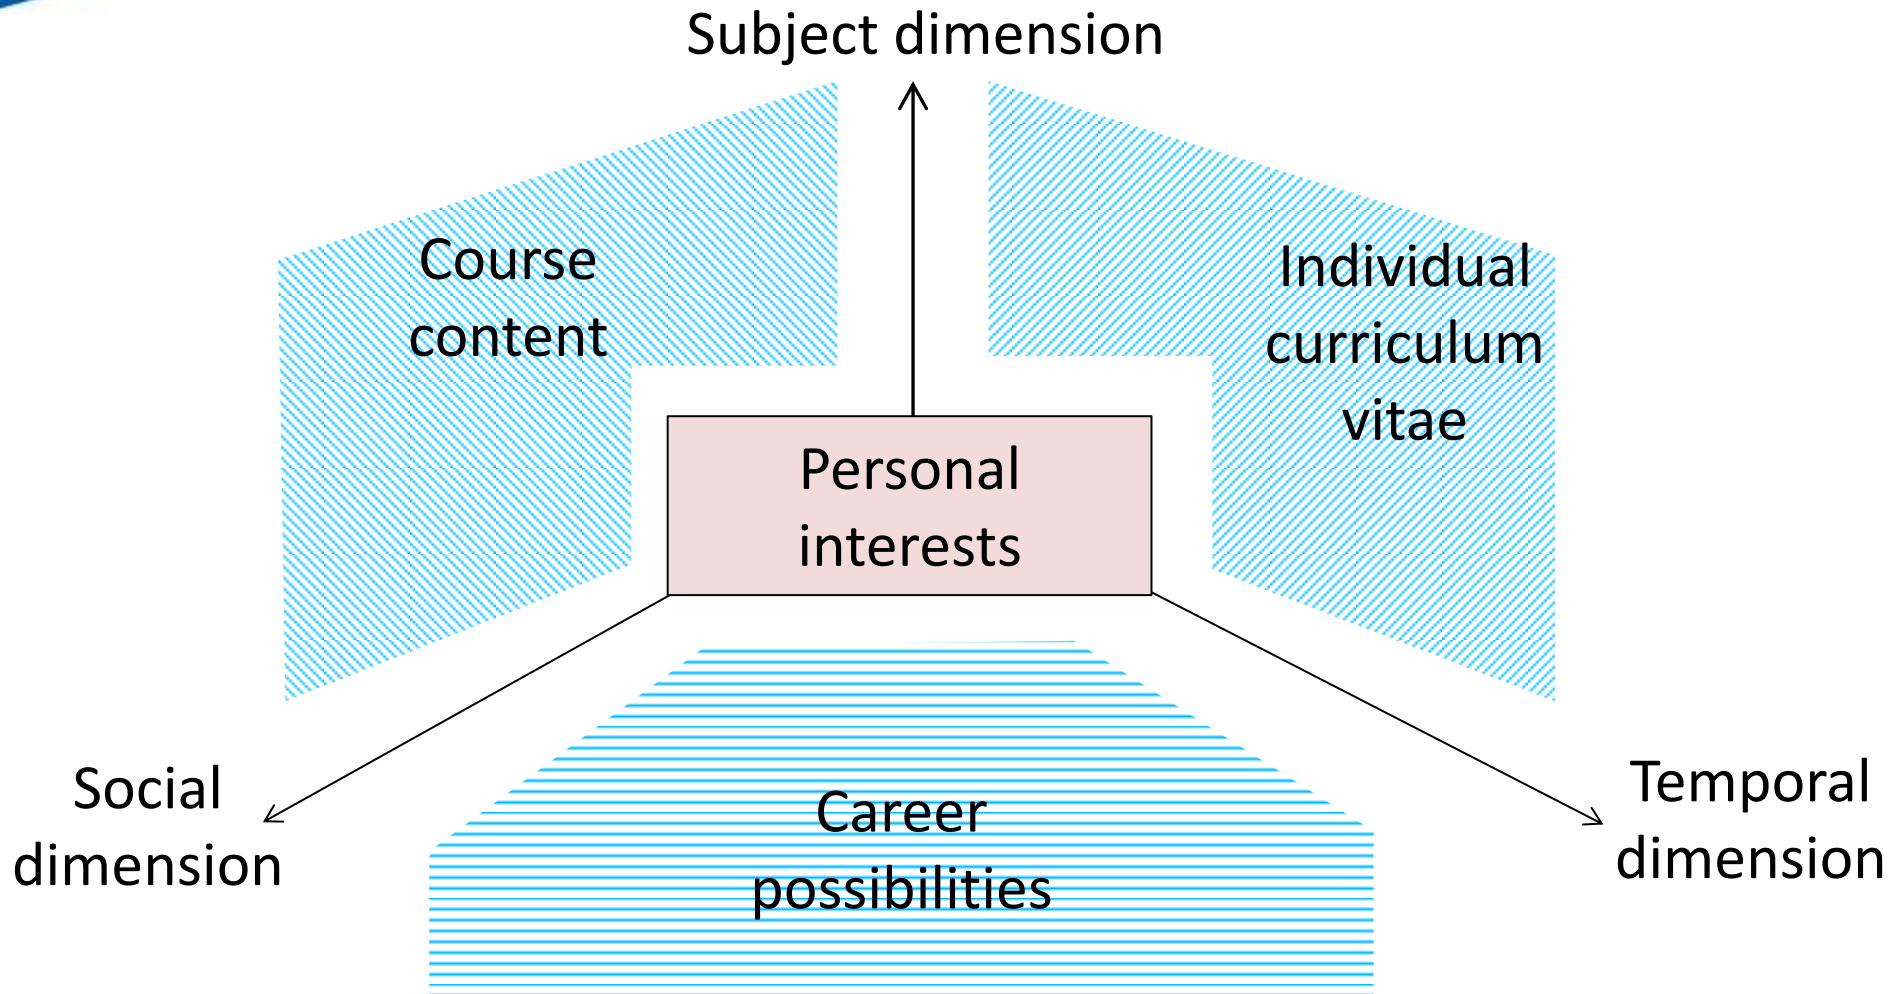 Subject dimension
Course
content
Individual
curriculum
vitae
Personal
interests
Social
dimension
Career
possibilities
Temporal
dimension